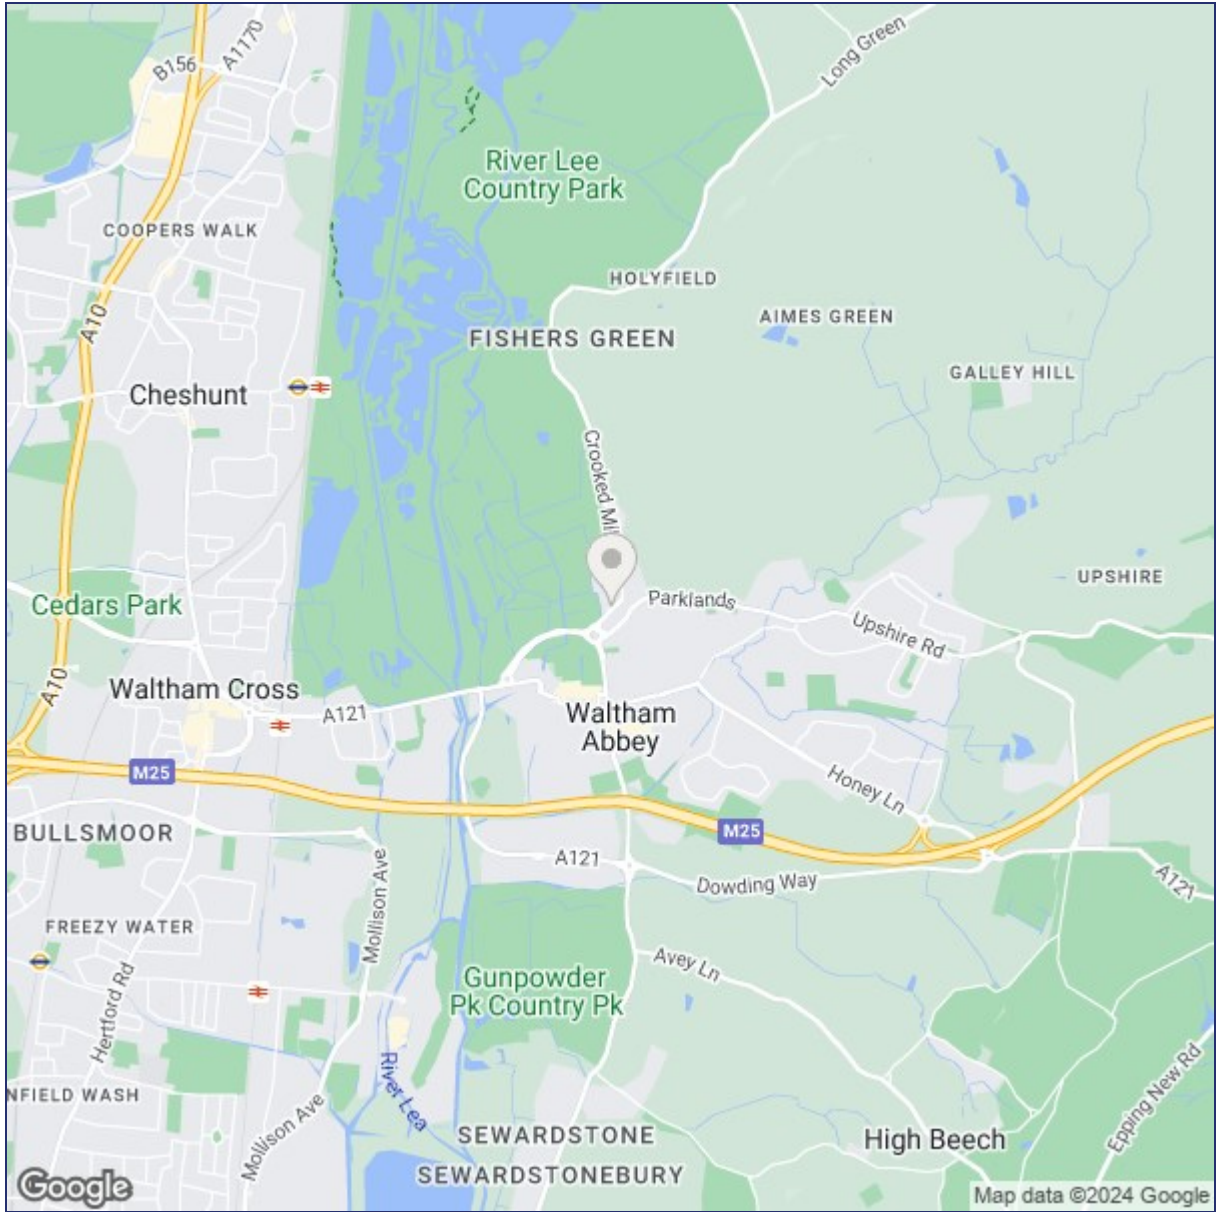 B156
A1170
Long Green
River Lee
Country Park
COOPERS WALK
HOLYFIELD
A10
FISHERS GREEN
AIMES GREEN
GALLEY HILL
Cheshunt
Crooked Mil
UPSHIRE
Cedars Park
Parklands
Upshire Rd
A10
Waltham Cross
A121
Waltham
Abbey
M25
Honey Ln
BULLSMOOR
M25
A121
Dowding Way
A121
Mollison Ave
FREEZY WATER
Avey Ln
Gunpowder
Pk Country Pk
Hertford Rd
River Lea
Epping New Rd
NFIELD WASH
Mollison Ave
SEWARDSTONE
High Beech
SEWARDSTONEBURY
Google
Map data ©2024 Google